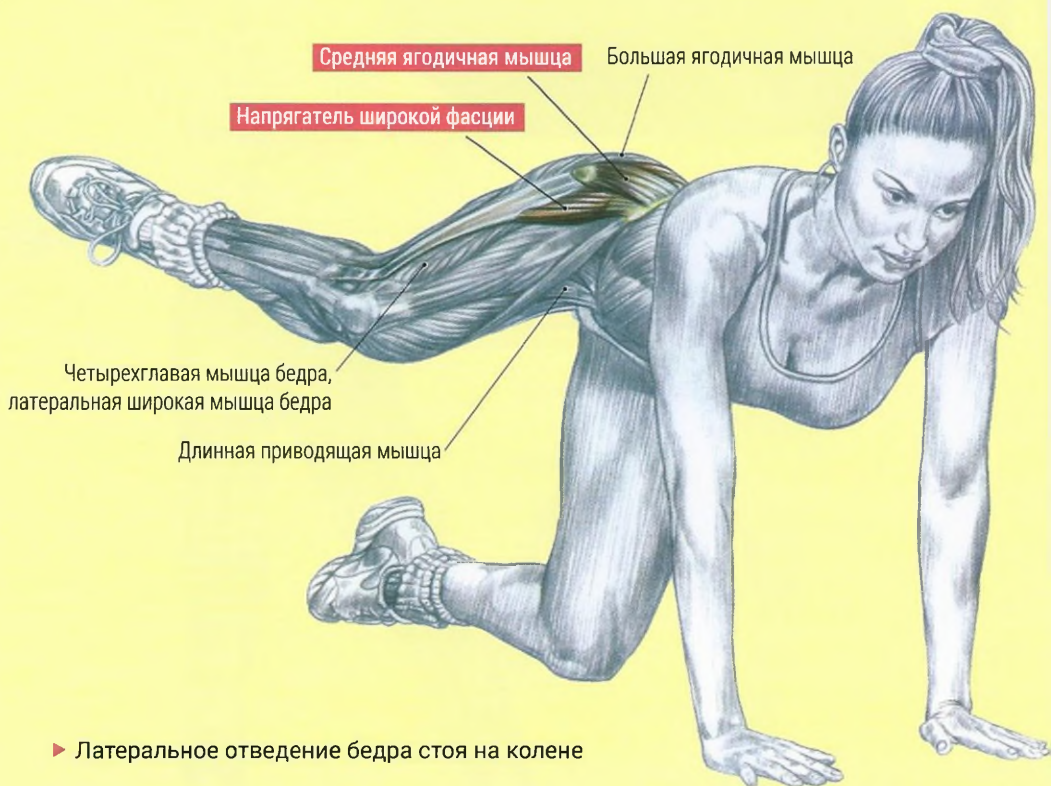 Средняя ягодичная мышца
Большая ягодичная мышца
Напрягатель широкой фасции
Четырехглавая мышца бедра,
латеральная широкая мышца бедра
Длинная приводящая мышца
Латеральное отведение бедра стоя на колене